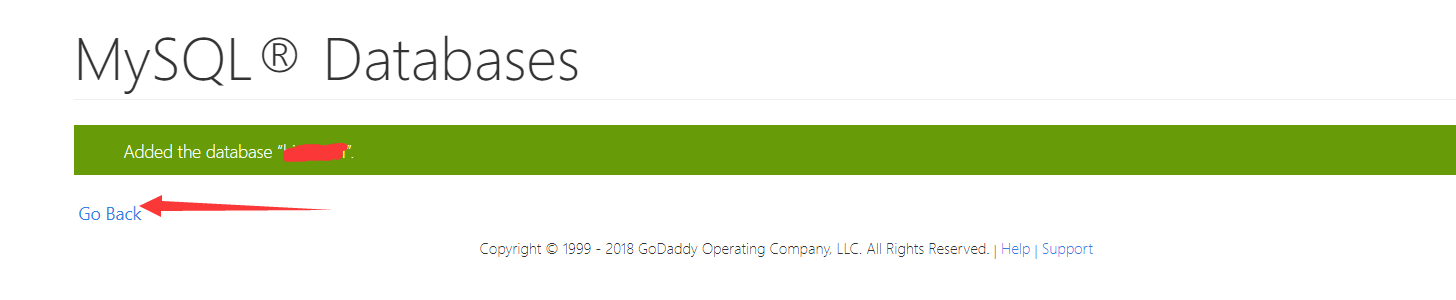 MySQL® Databases
Added the database “ ”.
Go Back
Copyright © 1999 - 2018 GoDaddy Operating Company, LLC. All Rights Reserved. | Help | Support